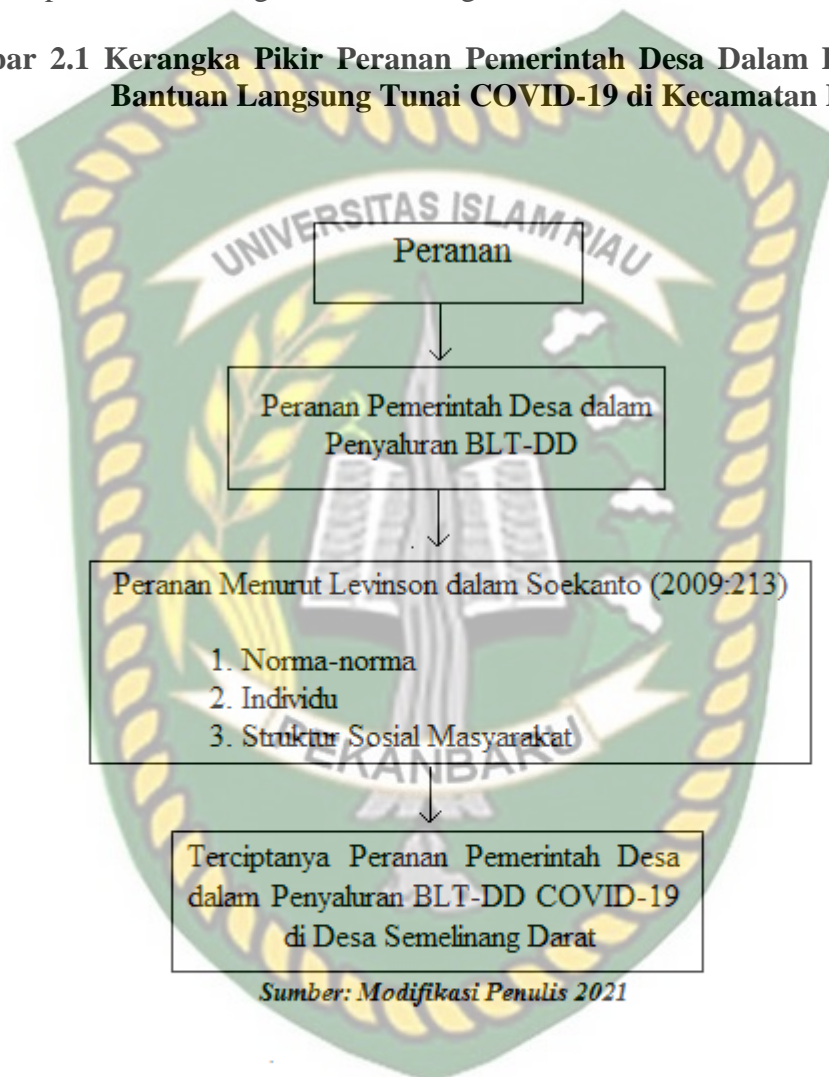 bar 2.1 Kerangka Pikir Peranan Pemerintah Desa Dalam
Bantuan Langsung Tunai COVID-19 di Kecamatan
UNIVERSITAS ISLAM RIAU
Peranan
Peranan Pemerintah Desa dalam
Penyaluran BLT-DD
Peranan Menurut Levinson dalam Soekanto (2009:213)
1. Norma-norma
2. Individu
3. Struktur Sosial Masyarakat
PEKANBARU
Terciptanya Peranan Pemerintah Desa
dalam Penyaluran BLT-DD COVID-19
di Desa Semelinang Darat
Sumber: Modifikasi Penulis 2021